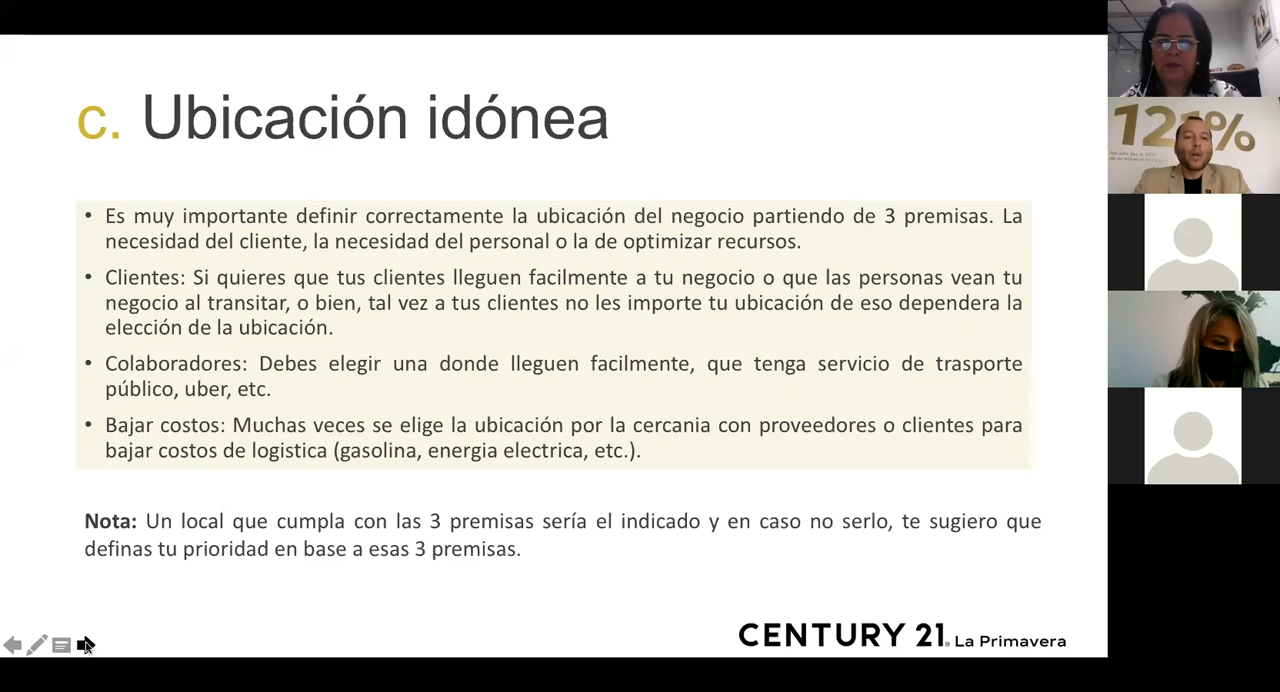 c. Ubicación idónea
• Es muy importante definir correctamente la ubicación del negocio partiendo de 3 premisas. La
necesidad del cliente, la necesidad del personal o la de optimizar recursos.
• Clientes: Si quieres que tus clientes lleguen facilmente a tu negocio o que las personas vean tu
negocio al transitar, o bien, tal vez a tus clientes no les importe tu ubicación de eso dependera la
elección de la ubicación.
• Colaboradores: Debes elegir una donde lleguen facilmente, que tenga servicio de trasporte
público, uber, etc.
• Bajar costos: Muchas veces se elige la ubicación por la cercania con proveedores o clientes para
bajar costos de logistica (gasolina, energia electrica, etc.).
Nota: Un local que cumpla con las 3 premisas sería el indicado y en caso no serlo, te sugiero que
definas tu prioridad en base a esas 3 premisas.
CENTURY 21® La Primavera
121%